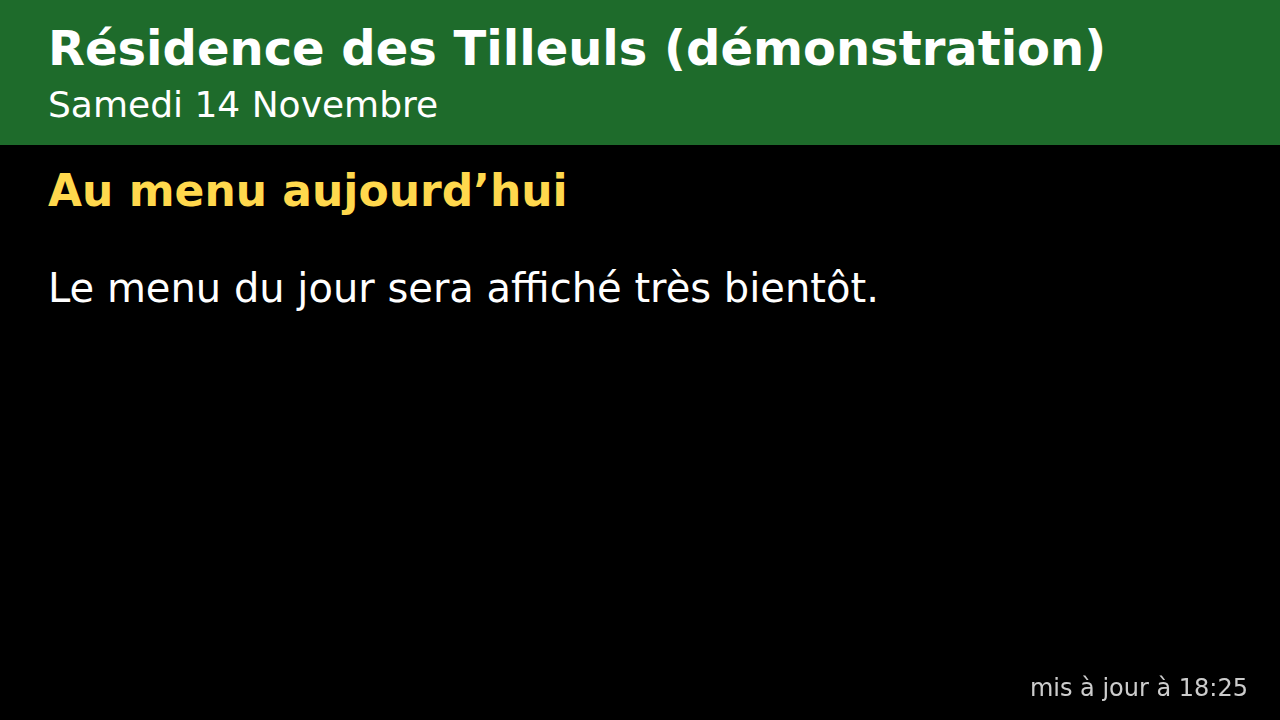 Résidence des Tilleuls (démonstration)
Samedi 14 Novembre
Au menu aujourd’hui
Le menu du jour sera affiché très bientôt.
mis à jour à 18:25